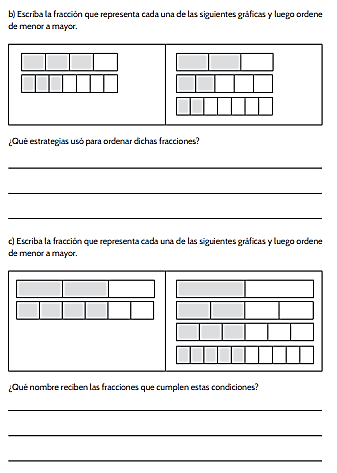 b) Escriba la fracción que representa cada una de las siguientes gráficas y luego ordene
de menor a mayor.
¿Qué estrategias usó para ordenar dichas fracciones?
c) Escriba la fracción que representa cada una de las siguientes gráficas y luego ordene
de menor a mayor.
¿Qué nombre reciben las fracciones que cumplen estas condiciones?